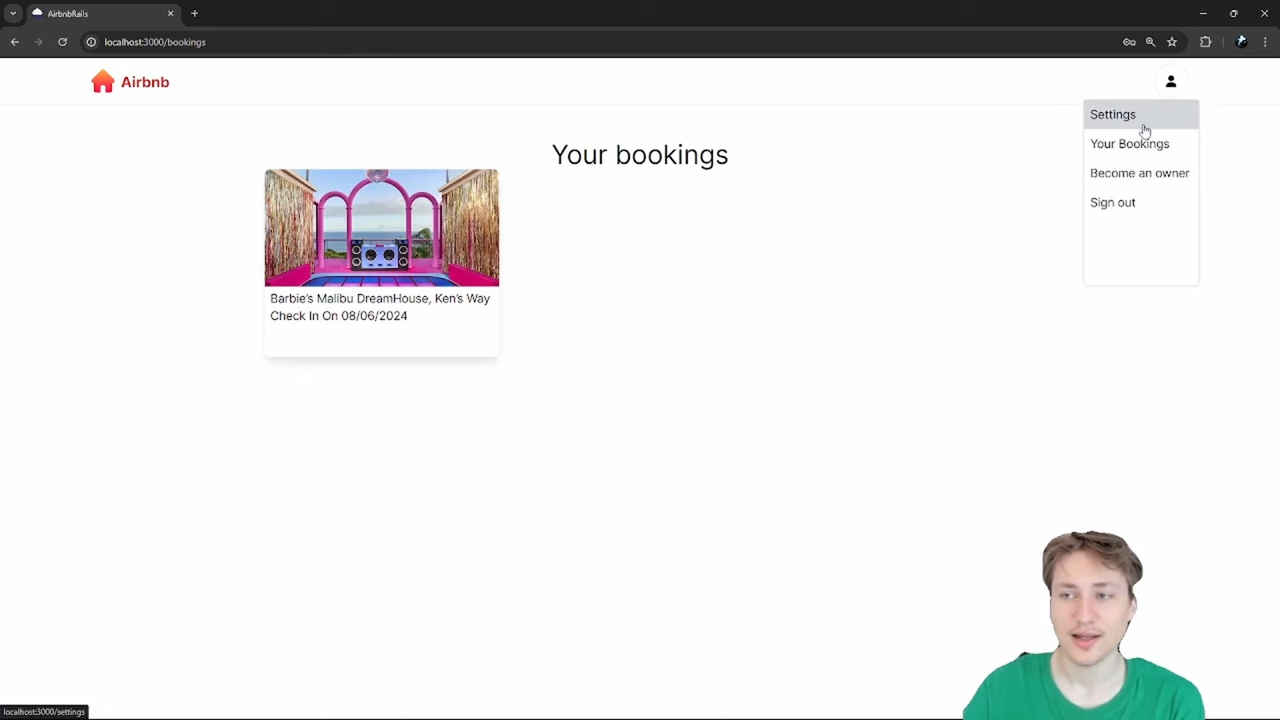 AirbnbRails
localhost:3000/bookings
Airbnb
Settings
Your Bookings
Become an owner
Sign out
Your bookings
Barbie's Malibu DreamHouse, Ken's Way
Check In On 08/06/2024
localhost:3000/settings